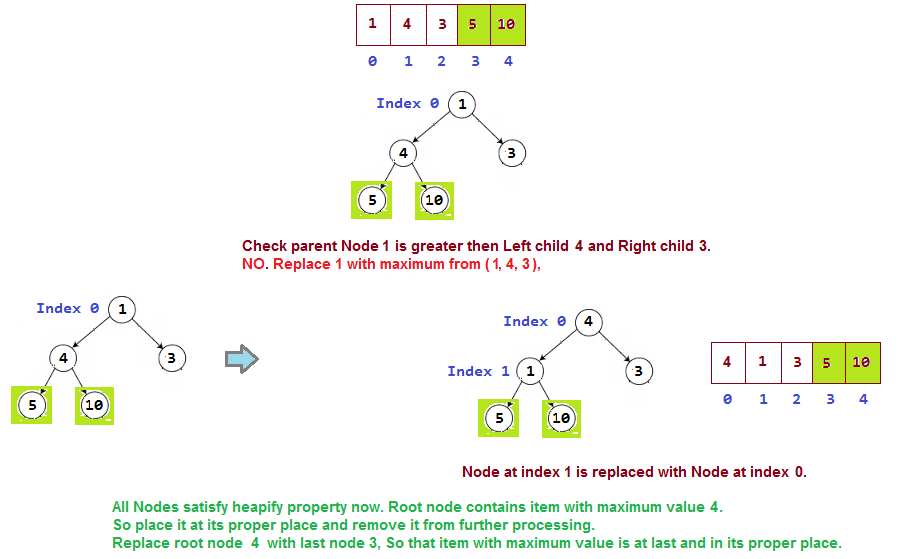 1 4 3 5 10
0 1 2 3 4
Index 0 1
4 3
5 10
Check parent Node 1 is greater then Left child 4 and Right child 3.
NO. Replace 1 with maximum from ( 1, 4, 3 ),
Index 0 1
4 3
5 10
Index 0 4
Index 1 1 3
5 10
4 1 3 5 10
0 1 2 3 4
Node at index 1 is replaced with Node at index 0.
All Nodes satisfy heapify property now. Root node contains item with maximum value 4.
So place it at its proper place and remove it from further processing.
Replace root node 4 with last node 3, So that item with maximum value is at last and in its proper place.